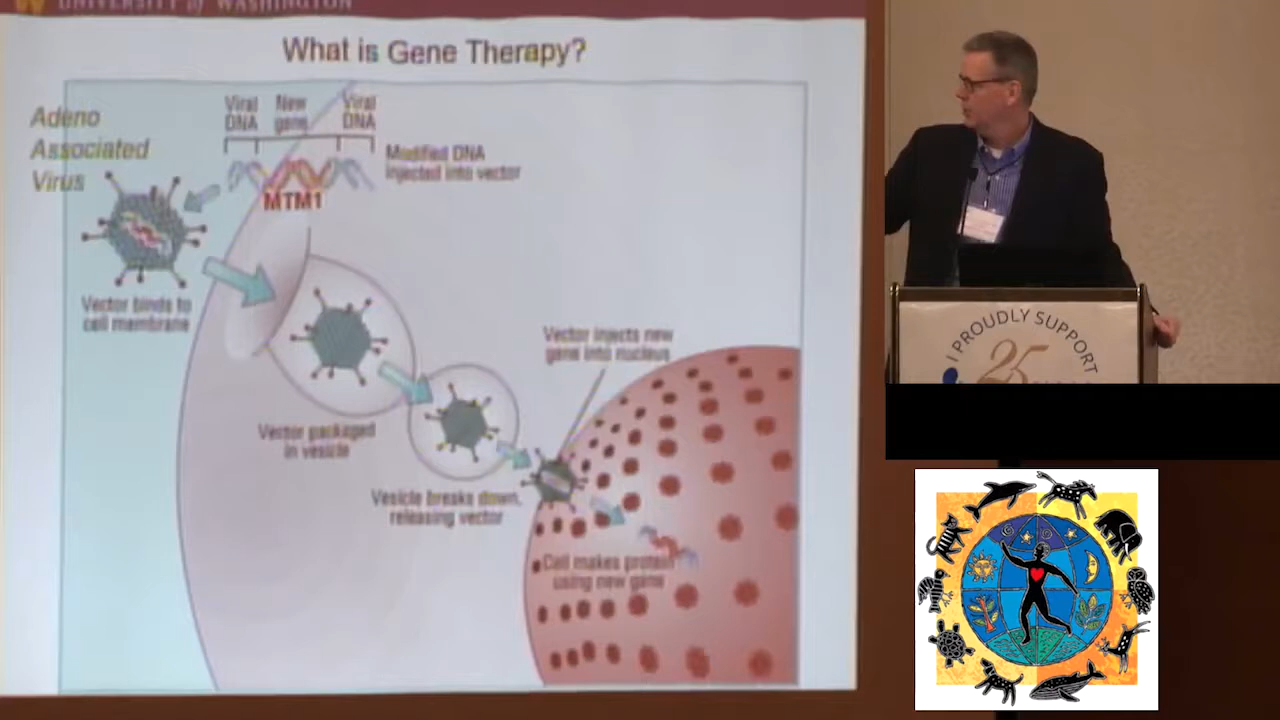 UNIVERSITY of WASHINGTON
What is Gene Therapy?
Adeno
Associated
Virus
Viral
DNA
New
gene
Viral
DNA
Modified DNA
injected into vector
MTM1
Vector binds to
cell membrane
Vector packaged
in vesicle
Vesicle breaks down,
releasing vector
Vector injects new
gene into nucleus
Cell makes protein
using new gene
I PROUDLY SUPPORT
25